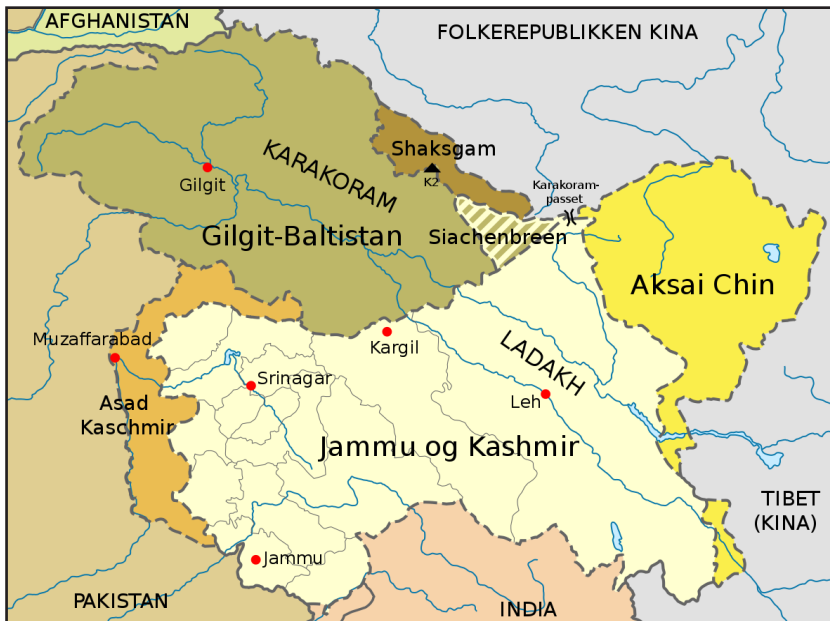 AFGHANISTAN
FOLKEREPUBLIKKEN KINA
Shaksgam
KARAKORAM
K2
Gilgit
Karakoram-
passet
Gilgit-Baltistan
Siachenbreen
Aksai Chin
Muzaffarabad
Kargil
LADAKH
Srinagar
Leh
Asad
Kaschmir
Jammu og Kashmir
TIBET
(KINA)
Jammu
PAKISTAN
INDIA